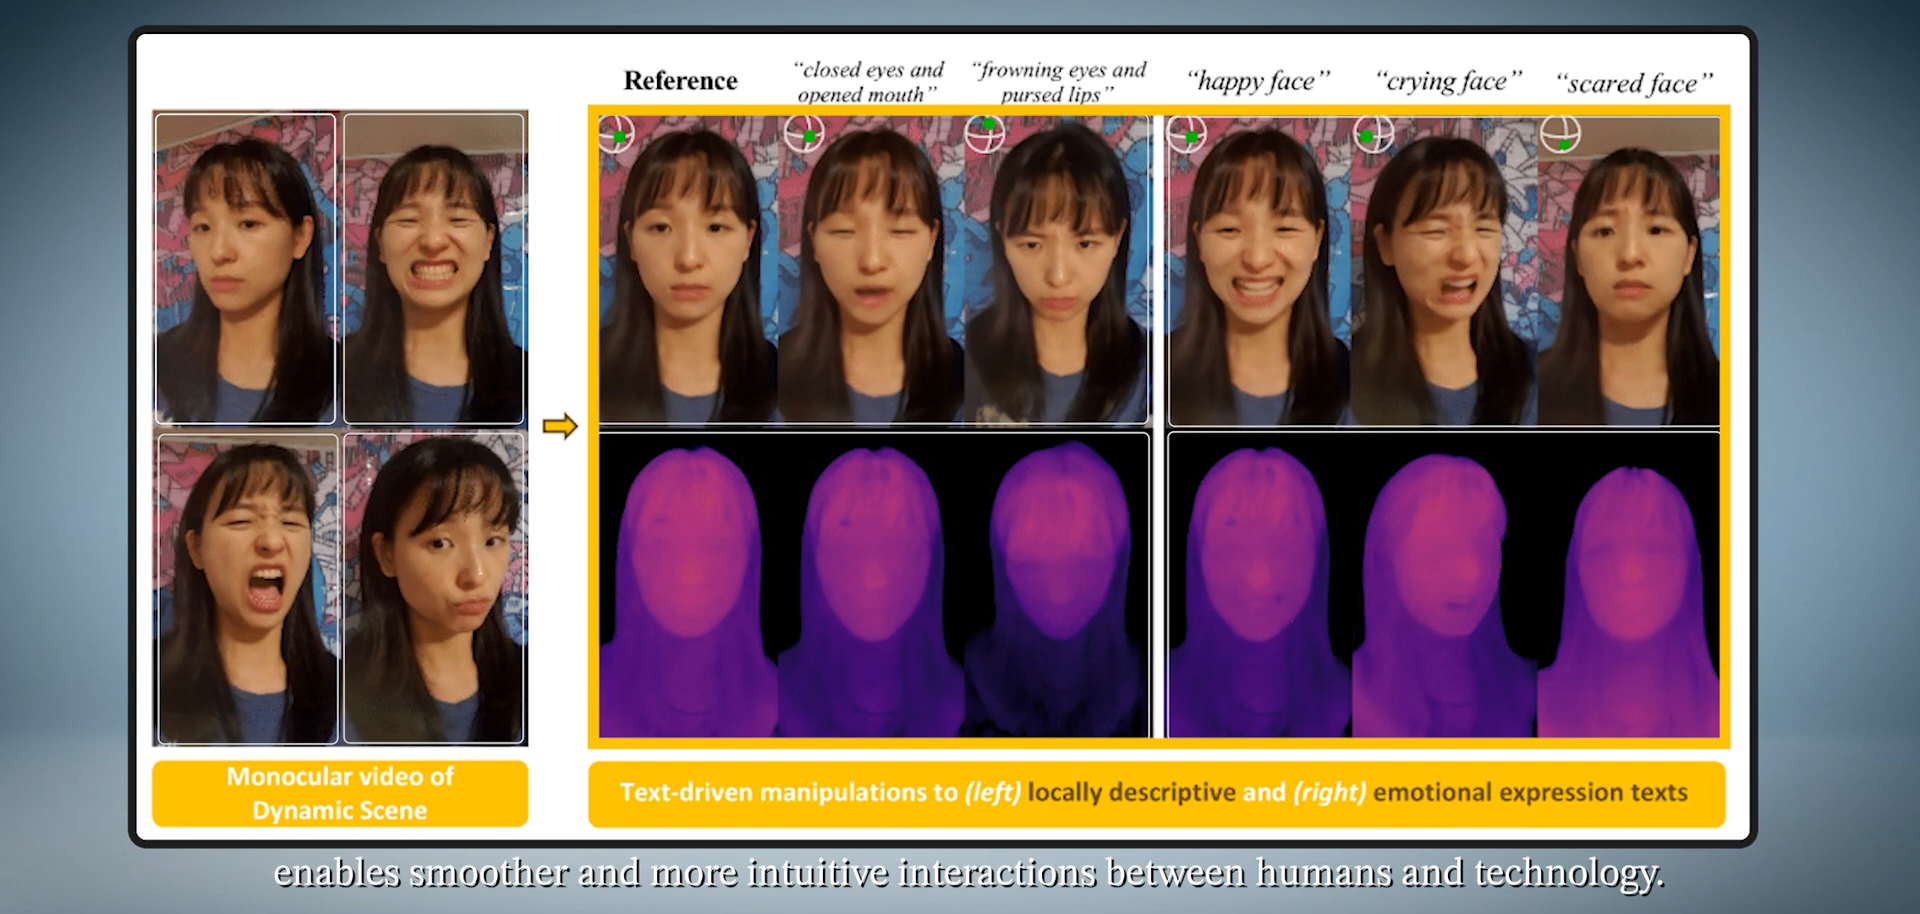 Reference
“closed eyes and
opened mouth”
“frowning eyes and
pursed lips”
“happy face”
“crying face”
“scared face”
Monocular video of
Dynamic Scene
Text-driven manipulations to (left) locally descriptive and (right) emotional expression texts
enables smoother and more intuitive interactions between humans and technology.